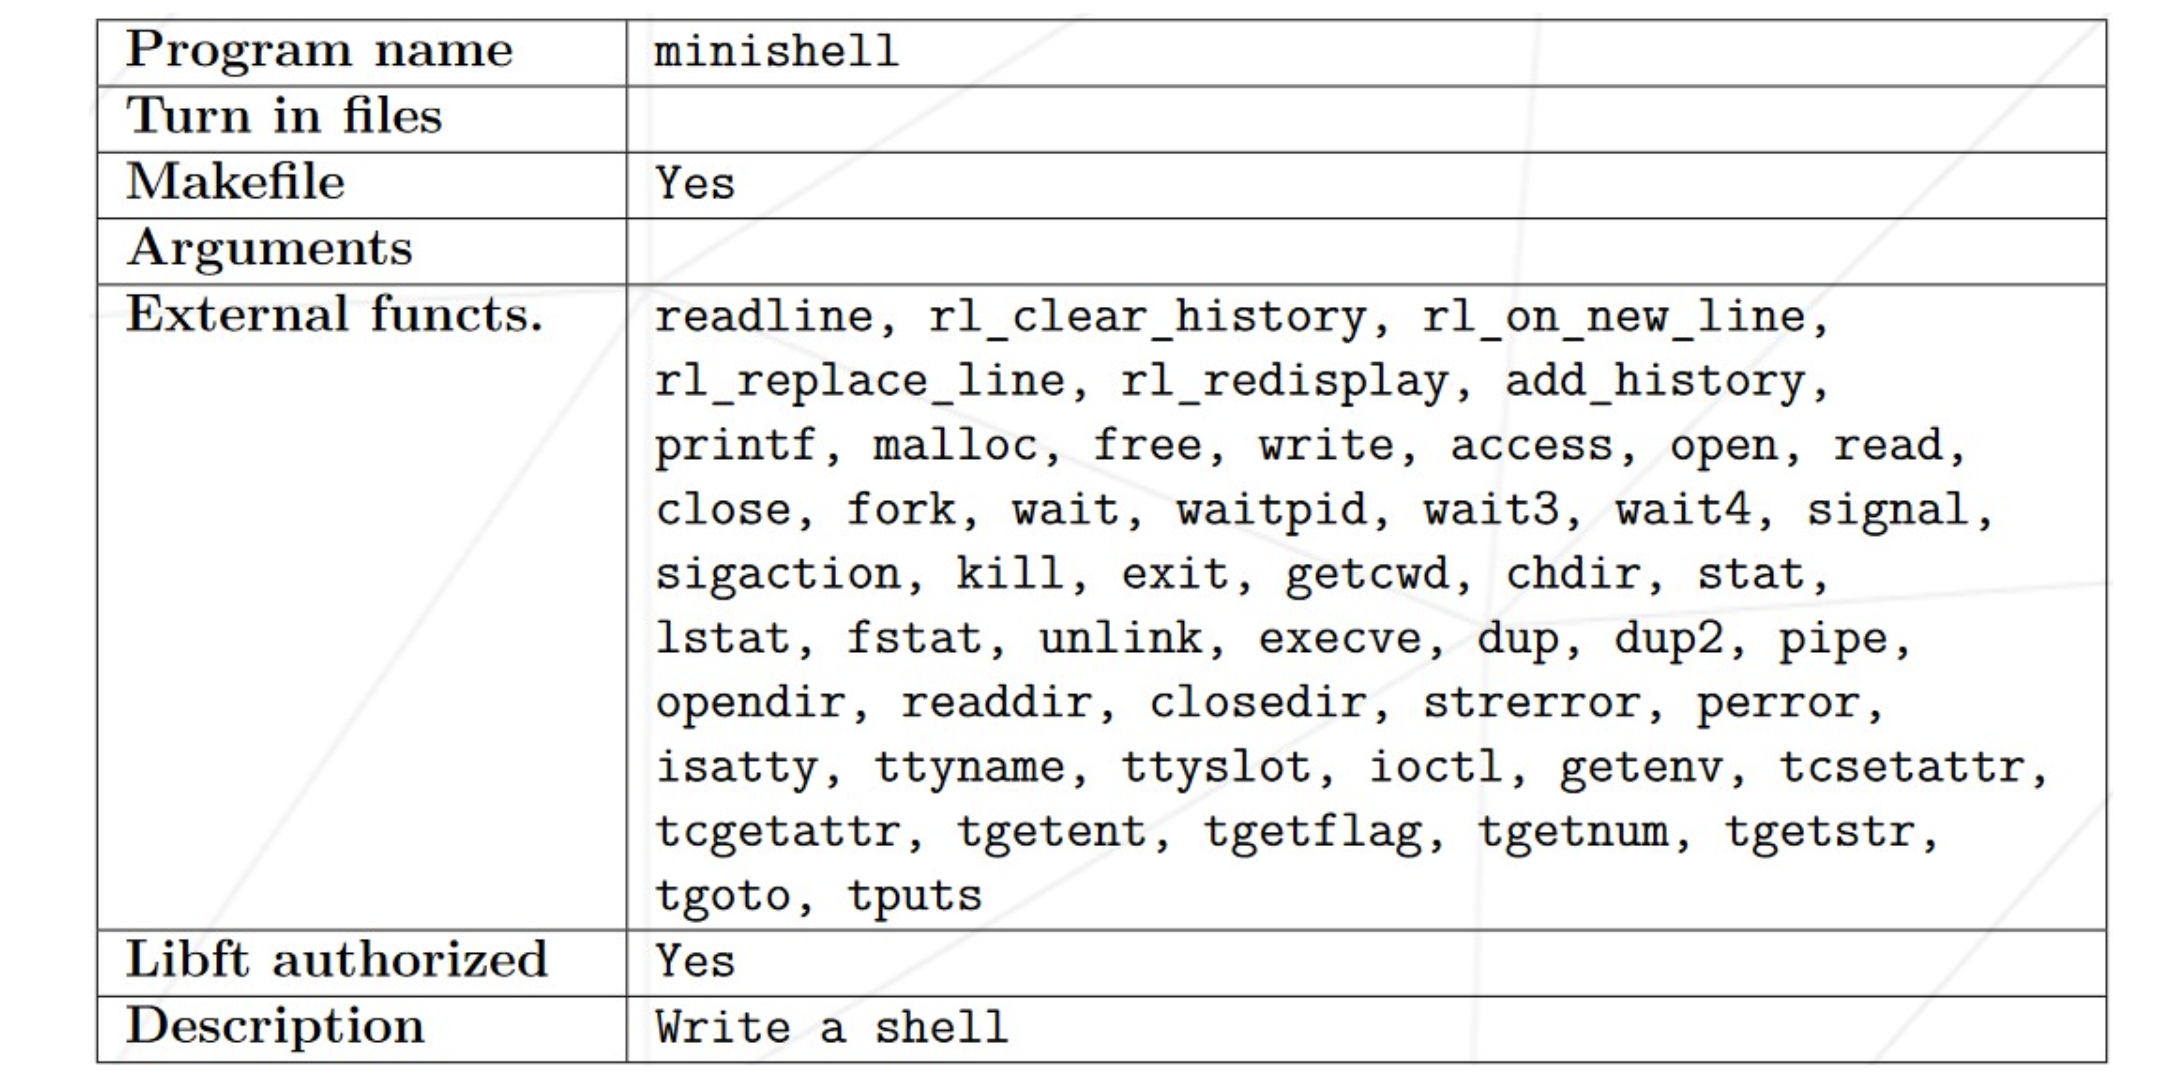 Program name minishell
Turn in files
Makefile Yes
Arguments
External functs. readline, rl_clear_history, rl_on_new_line,
rl_replace_line, rl_redisplay, add_history,
printf, malloc, free, write, access, open, read,
close, fork, wait, waitpid, wait3, wait4, signal,
sigaction, kill, exit, getcwd, chdir, stat,
lstat, fstat, unlink, execve, dup, dup2, pipe,
opendir, readdir, closedir, strerror, perror,
isatty, ttyname, ttyslot, ioctl, getenv, tcsetattr,
tcgetattr, tgetent, tgetflag, tgetnum, tgetstr,
tgoto, tputs
Libft authorized Yes
Description Write a shell